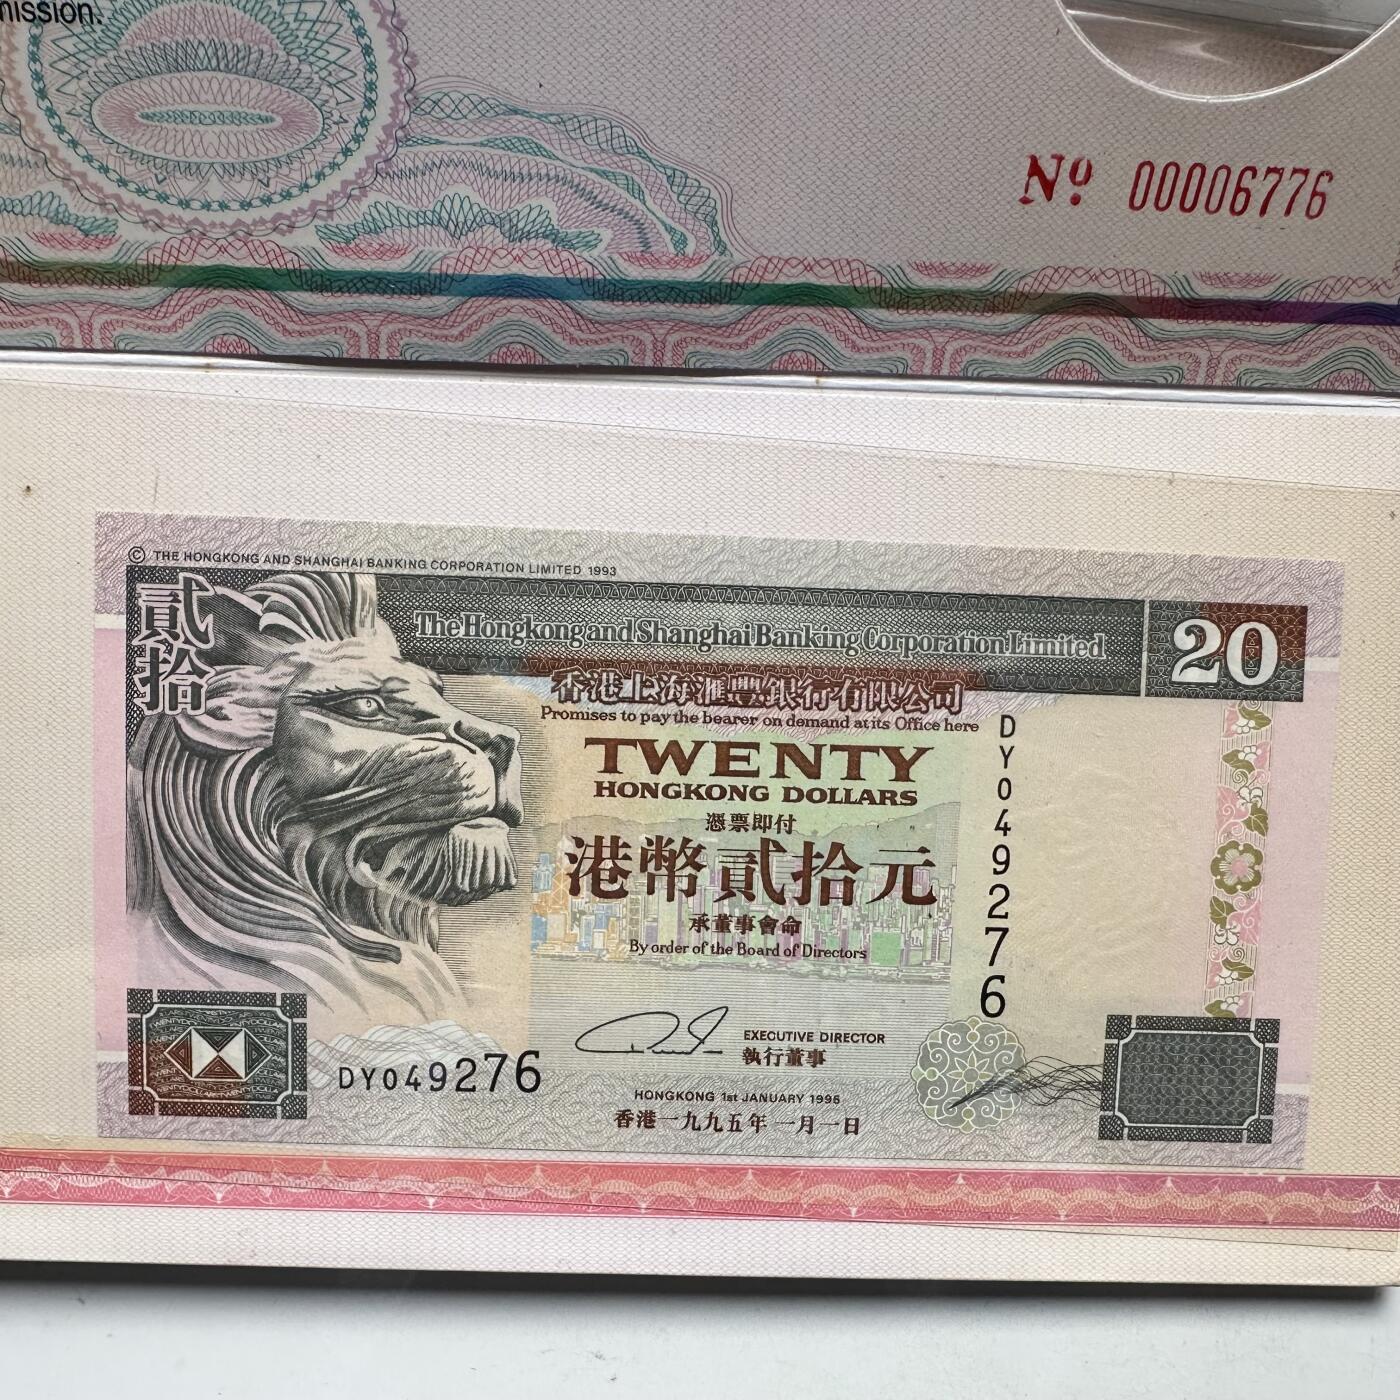 mission.
Nº 00006776
© THE HONGKONG AND SHANGHAI BANKING CORPORATION LIMITED 1993
貳拾
The Hongkong and Shanghai Banking Corporation Limited
20
香港上海滙豐銀行有限公司
Promises to pay the bearer on demand at its Office here
DY049276
TWENTY
HONGKONG DOLLARS
憑票即付
港幣貳拾元
承董事會命
By order of the Board of Directors
EXECUTIVE DIRECTOR
執行董事
DY049276
HONGKONG 1st JANUARY 1995
香港一九九五年一月一日